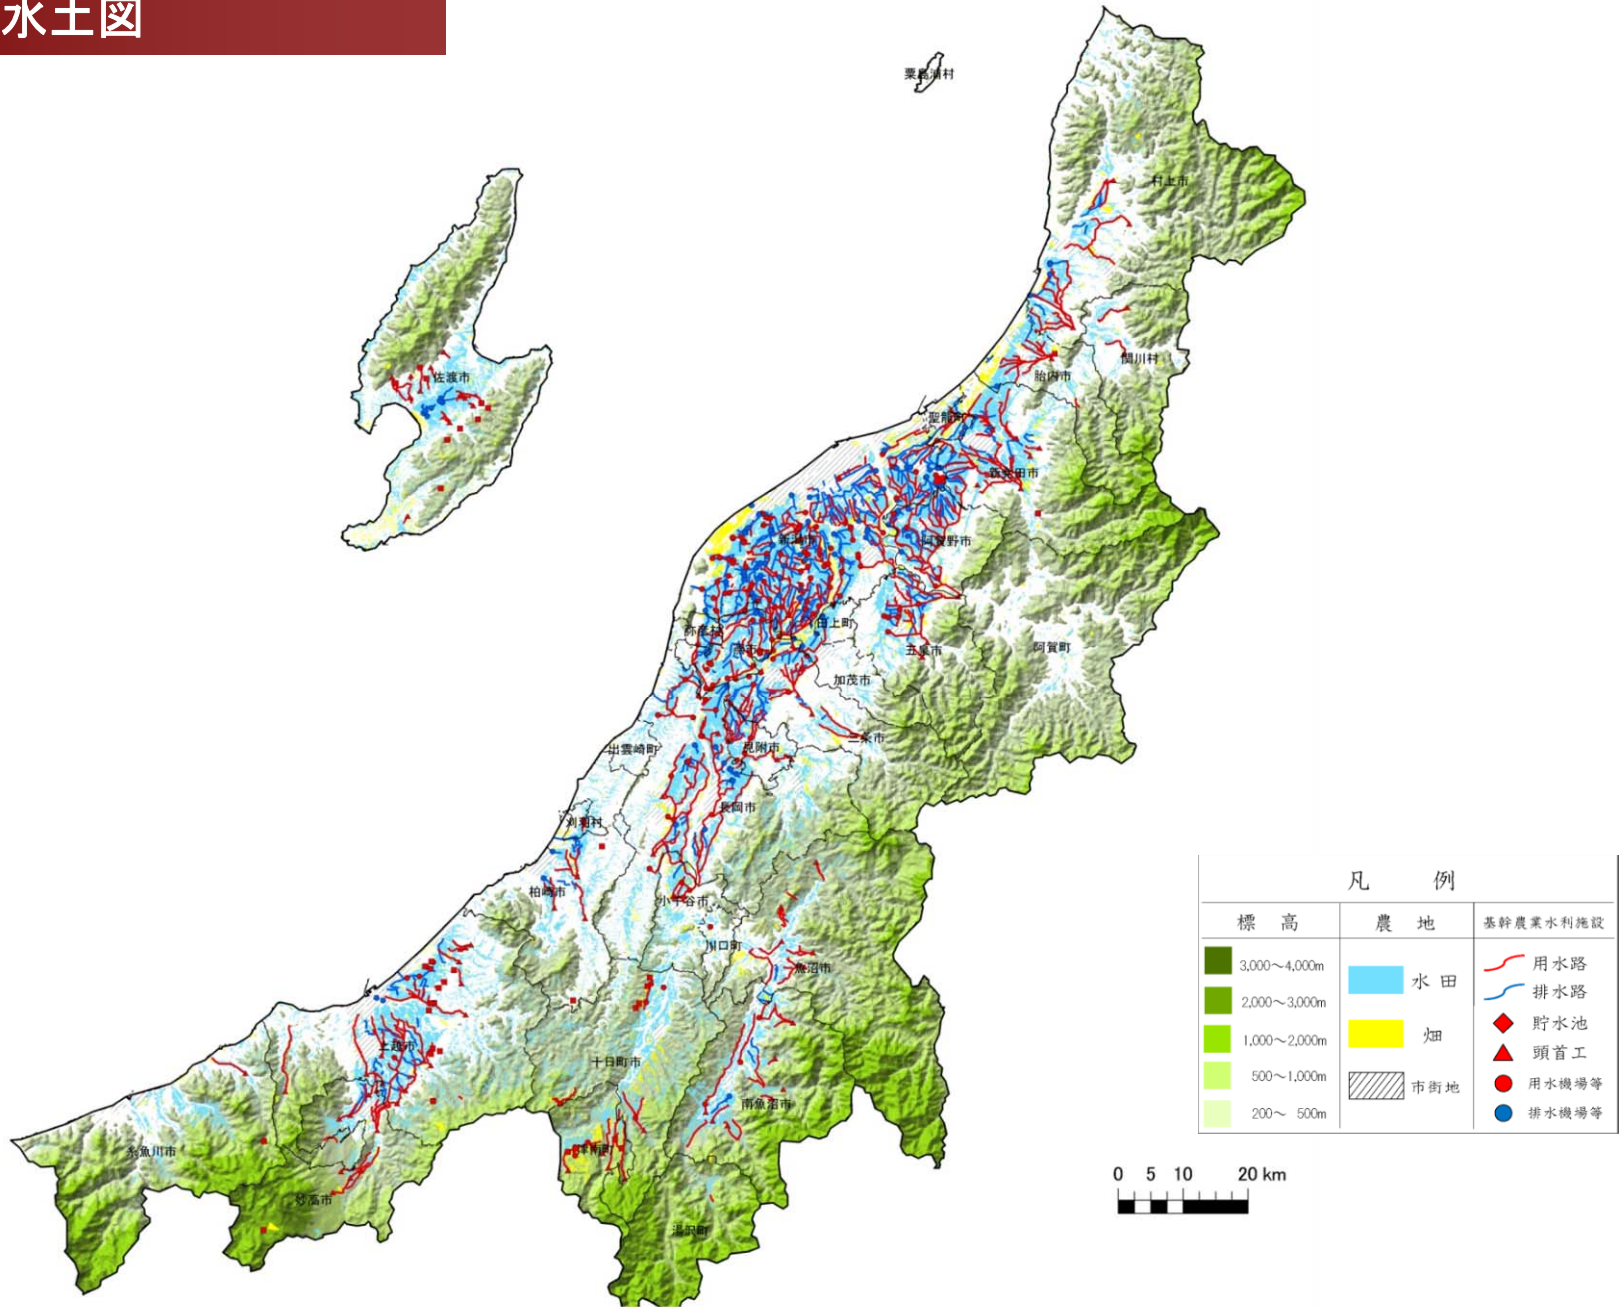 水土図
粟島浦村
村上市
関川村
佐渡市
胎内市
聖籠町
新発田市
新潟市
阿賀野市
田上町
弥彦村
燕市
五泉市
阿賀町
加茂市
三条市
出雲崎町
見附市
長岡市
刈羽村
柏崎市
小千谷市
川口町
魚沼市
上越市
十日町市
南魚沼市
糸魚川市
津南町
妙高市
湯沢町
凡 例
標 高
農 地
基幹農業水利施設
3,000~4,000m
2,000~3,000m
1,000~2,000m
500~1,000m
200~ 500m
水 田
畑
市街地
用水路
排水路
貯水池
頭首工
用水機場等
排水機場等
0 5 10 20 km